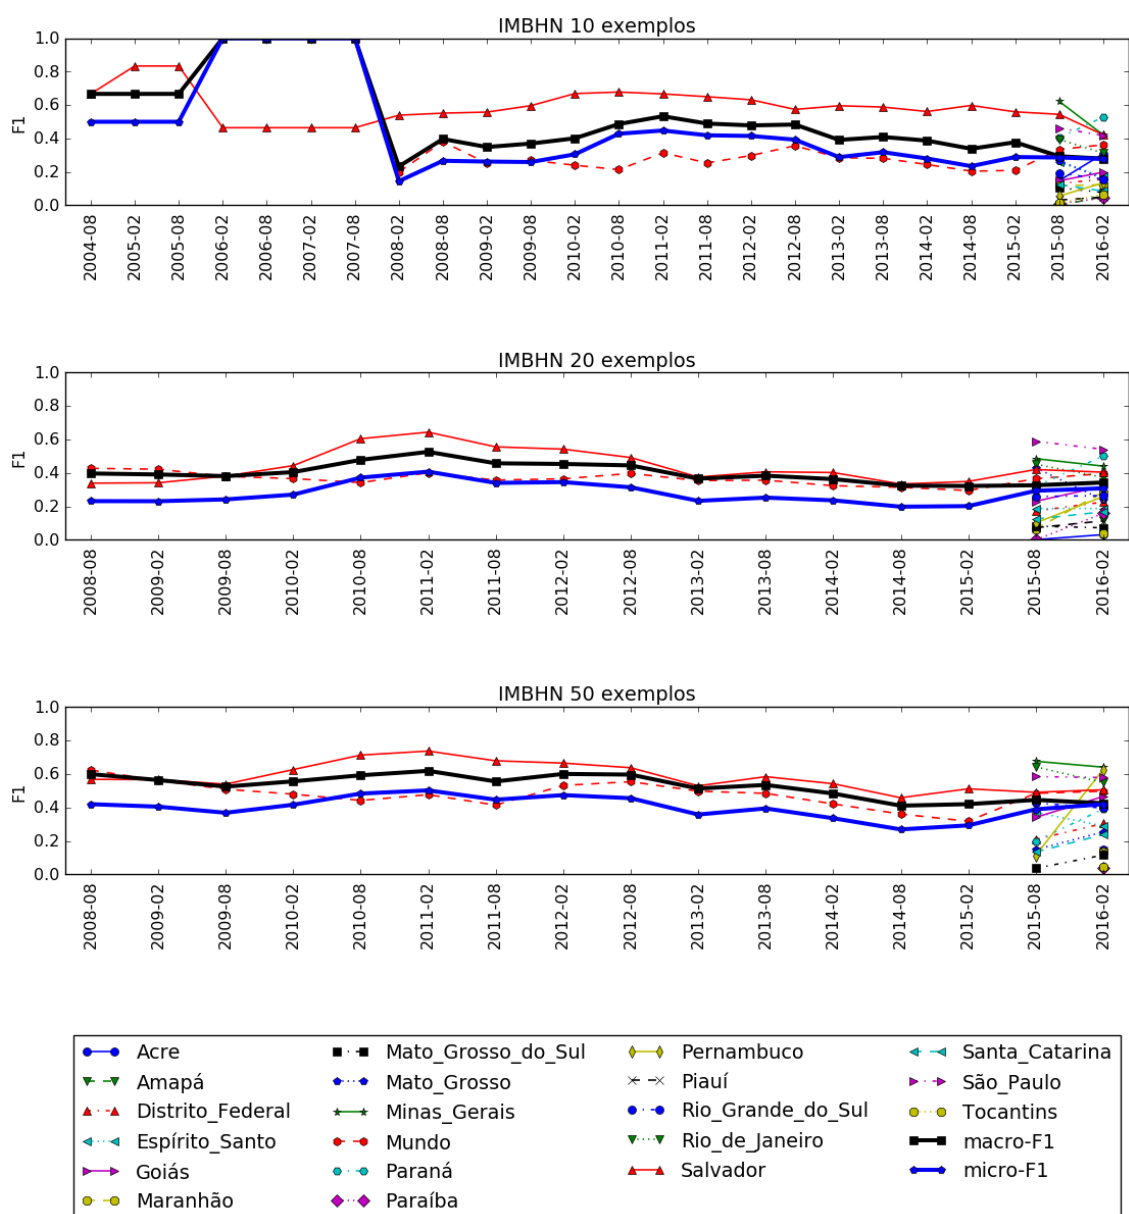 IMBHN 10 exemplos
1.0
0.8
0.6
0.4
0.2
0.0
F1
2004-08 2005-02 2005-08 2006-02 2006-08 2007-02 2007-08 2008-02 2008-08 2009-02 2009-08 2010-02 2010-08 2011-02 2011-08 2012-02 2012-08 2013-02 2013-08 2014-02 2014-08 2015-02 2015-08 2016-02
IMBHN 20 exemplos
1.0
0.8
0.6
0.4
0.2
0.0
F1
2008-08 2009-02 2009-08 2010-02 2010-08 2011-02 2011-08 2012-02 2012-08 2013-02 2013-08 2014-02 2014-08 2015-02 2015-08 2016-02
IMBHN 50 exemplos
1.0
0.8
0.6
0.4
0.2
0.0
F1
2008-08 2009-02 2009-08 2010-02 2010-08 2011-02 2011-08 2012-02 2012-08 2013-02 2013-08 2014-02 2014-08 2015-02 2015-08 2016-02
Acre
Amapá
Distrito_Federal
Espírito_Santo
Goiás
Maranhão
Mato_Grosso_do_Sul
Mato_Grosso
Minas_Gerais
Mundo
Paraná
Paraíba
Pernambuco
Piauí
Rio_Grande_do_Sul
Rio_de_Janeiro
Salvador
Santa_Catarina
São_Paulo
Tocantins
macro-F1
micro-F1